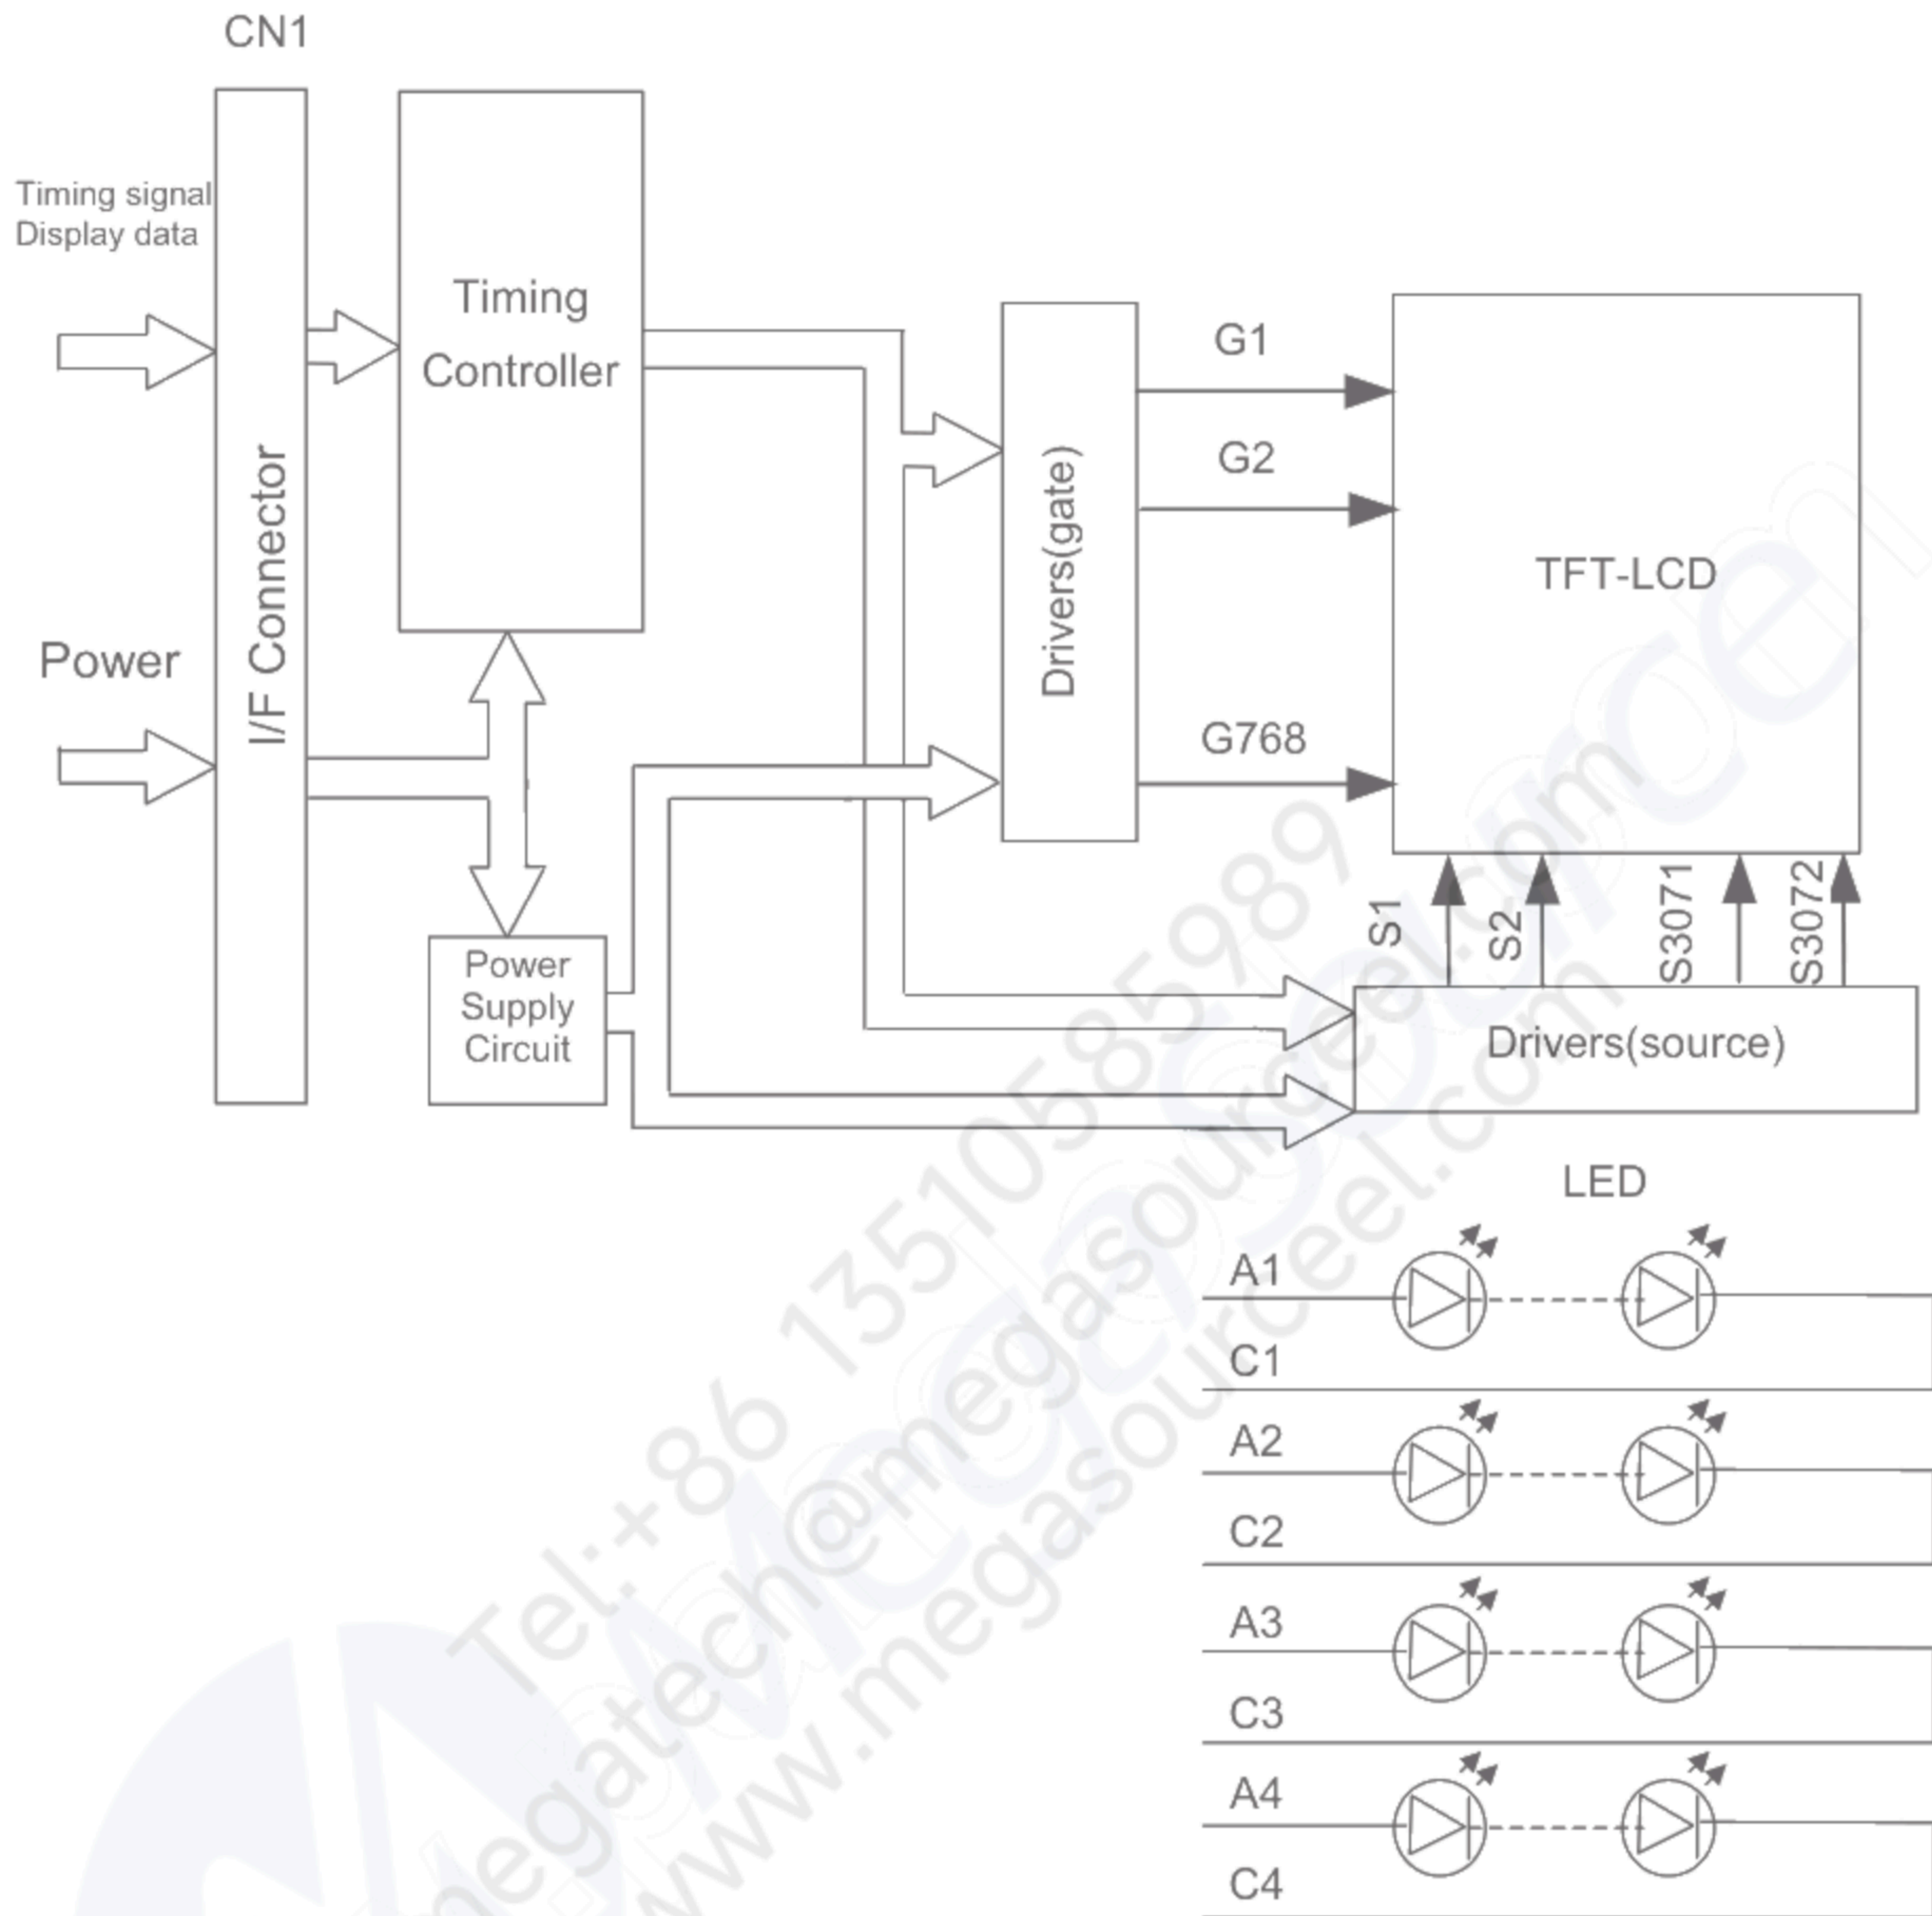 CN1
Timing signal
Display data
Timing
Controller
I/F Connector
Power
Power
Supply
Circuit
Drivers(gate)
G1
G2
G768
TFT-LCD
S1
S2
S3071
S3072
Drivers(source)
LED
A1
C1
A2
C2
A3
C3
A4
C4
Tel:+86 13510585989
megatech@megasourceel.com
www.megasourceel.com
Megasource